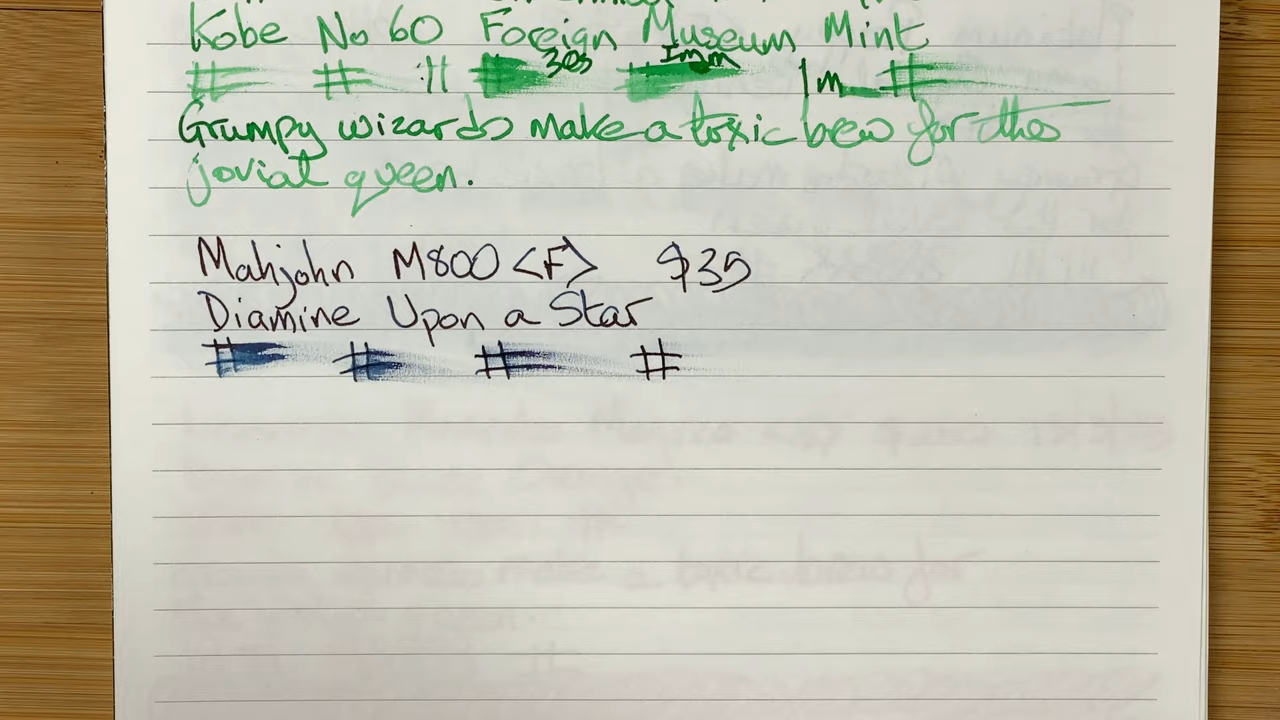 Kobe No 60 Foreign Museum Mint
# # # # 30s # 1mm 1m #
Grumpy wizards make a toxic brew for the
jovial queen.
Mahjohn M800 <F> $35
Diamine Upon a Star
# # # #